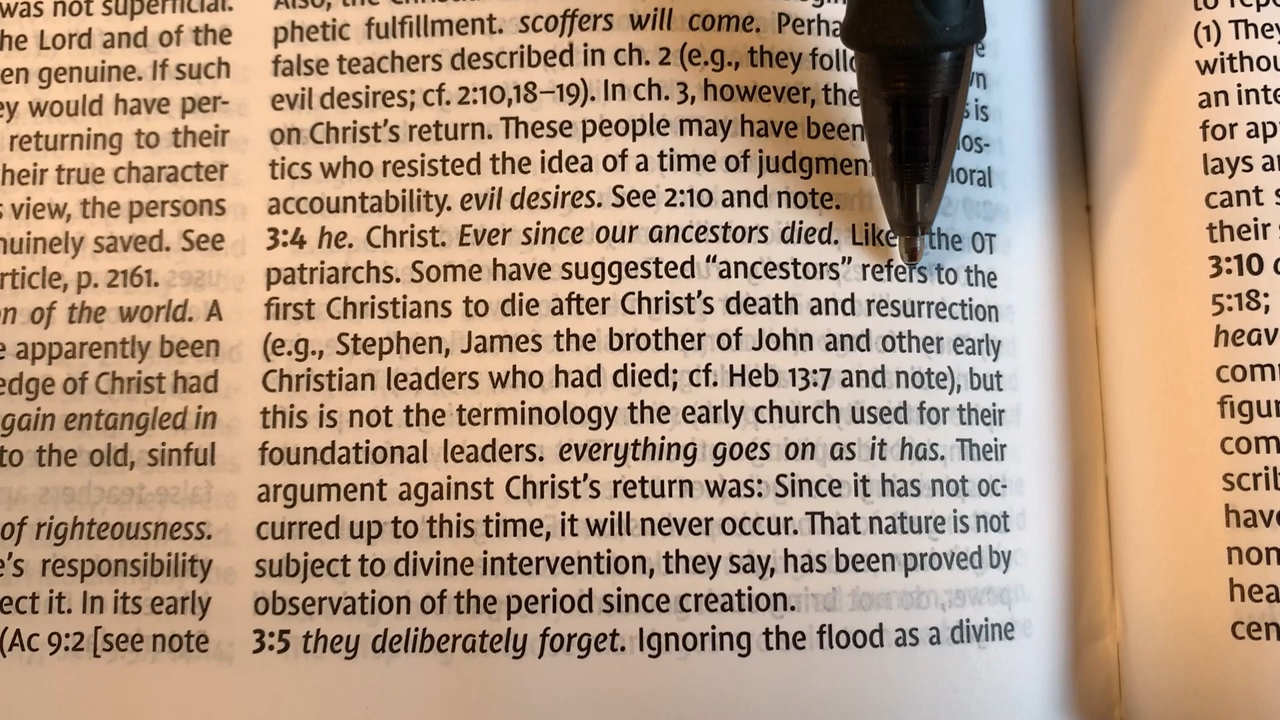 was not superficial.
he Lord and of the
en genuine. If such
ey would have per-
returning to their
heir true character
s view, the persons
nuinely saved. See
rticle, p. 2161.
n of the world. A
e apparently been
edge of Christ had
gain entangled in
to the old, sinful
of righteousness.
e's responsibility
ect it. In its early
(Ac 9:2 [see note
phetic fulfillment. scoffers will come. Perha
false teachers described in ch. 2 (e.g., they follo
evil desires; cf. 2:10,18–19). In ch. 3, however, the
on Christ's return. These people may have been
tics who resisted the idea of a time of judgmen
accountability. evil desires. See 2:10 and note.
3:4 he. Christ. Ever since our ancestors died. Like the OT
patriarchs. Some have suggested “ancestors” refers to the
first Christians to die after Christ's death and resurrection
(e.g., Stephen, James the brother of John and other early
Christian leaders who had died; cf. Heb 13:7 and note), but
this is not the terminology the early church used for their
foundational leaders. everything goes on as it has. Their
argument against Christ's return was: Since it has not oc-
curred up to this time, it will never occur. That nature is not
subject to divine intervention, they say, has been proved by
observation of the period since creation.
3:5 they deliberately forget. Ignoring the flood as a divine
(1) They
withou
an inte
for ap
lays a
cant
their
3:10
5:18;
heav
com
figu
com
scrib
have
non
hea
cen